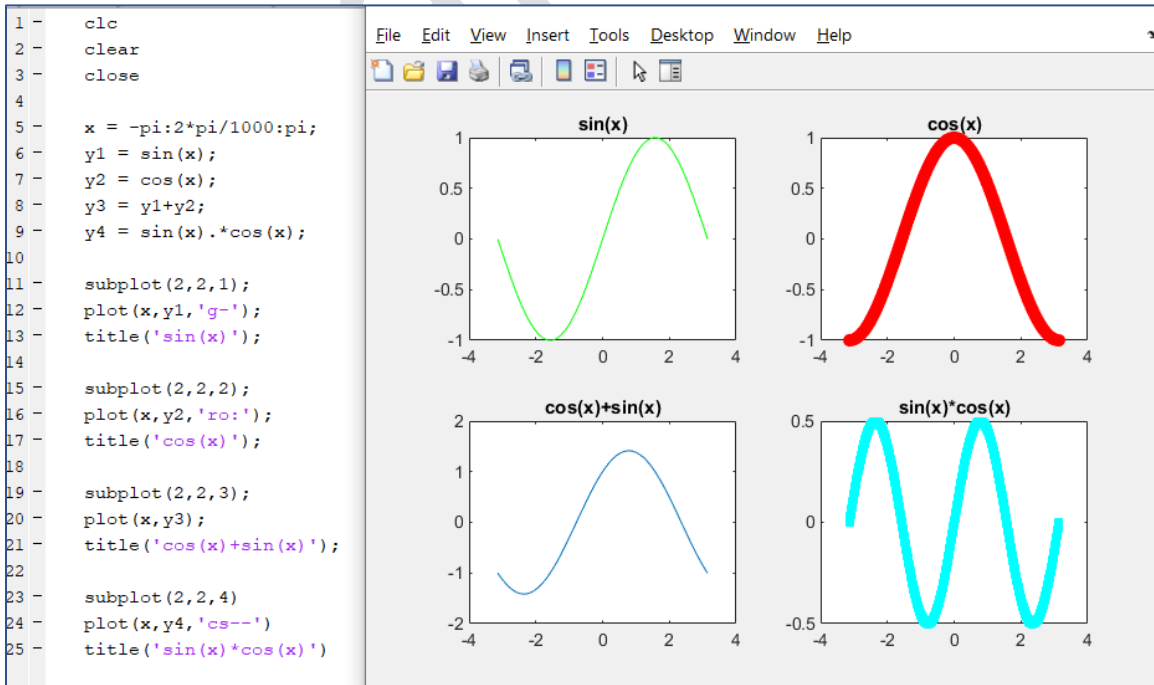 1 - clc
2 - clear
3 - close
4
5 - x = -pi:2*pi/1000:pi;
6 - y1 = sin(x);
7 - y2 = cos(x);
8 - y3 = y1+y2;
9 - y4 = sin(x).*cos(x);
10
11 - subplot(2,2,1);
12 - plot(x,y1,'g-');
13 - title('sin(x)');
14
15 - subplot(2,2,2);
16 - plot(x,y2,'ro:');
17 - title('cos(x)');
18
19 - subplot(2,2,3);
20 - plot(x,y3);
21 - title('cos(x)+sin(x)');
22
23 - subplot(2,2,4)
24 - plot(x,y4,'cs--')
25 - title('sin(x)*cos(x)')
File Edit View Insert Tools Desktop Window Help
sin(x)
1
0.5
0
-0.5
-1
-4 -2 0 2 4
cos(x)
1
0.5
0
-0.5
-1
-4 -2 0 2 4
cos(x)+sin(x)
2
1
0
-1
-2
-4 -2 0 2 4
sin(x)*cos(x)
0.5
0
-0.5
-4 -2 0 2 4